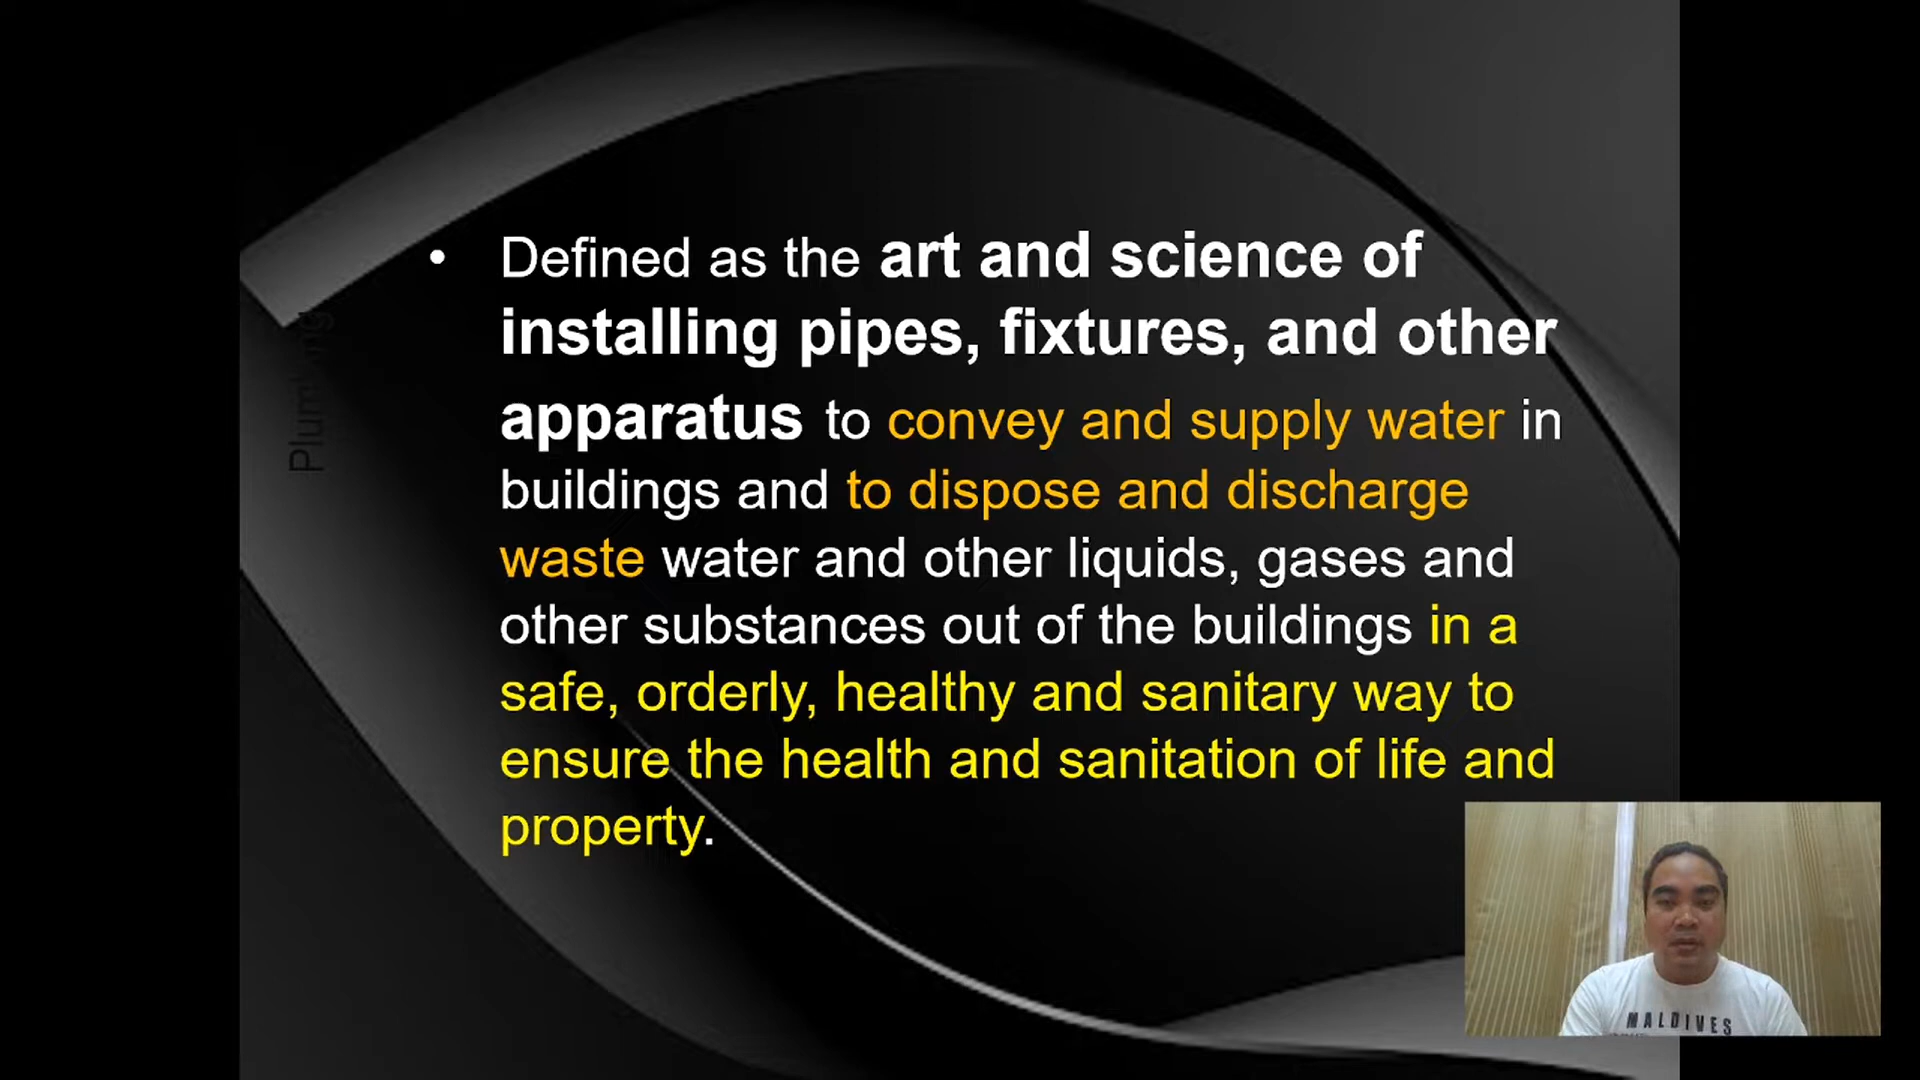 Plumbing
• Defined as the art and science of
installing pipes, fixtures, and other
apparatus to convey and supply water in
buildings and to dispose and discharge
waste water and other liquids, gases and
other substances out of the buildings in a
safe, orderly, healthy and sanitary way to
ensure the health and sanitation of life and
property.
MALDIVES